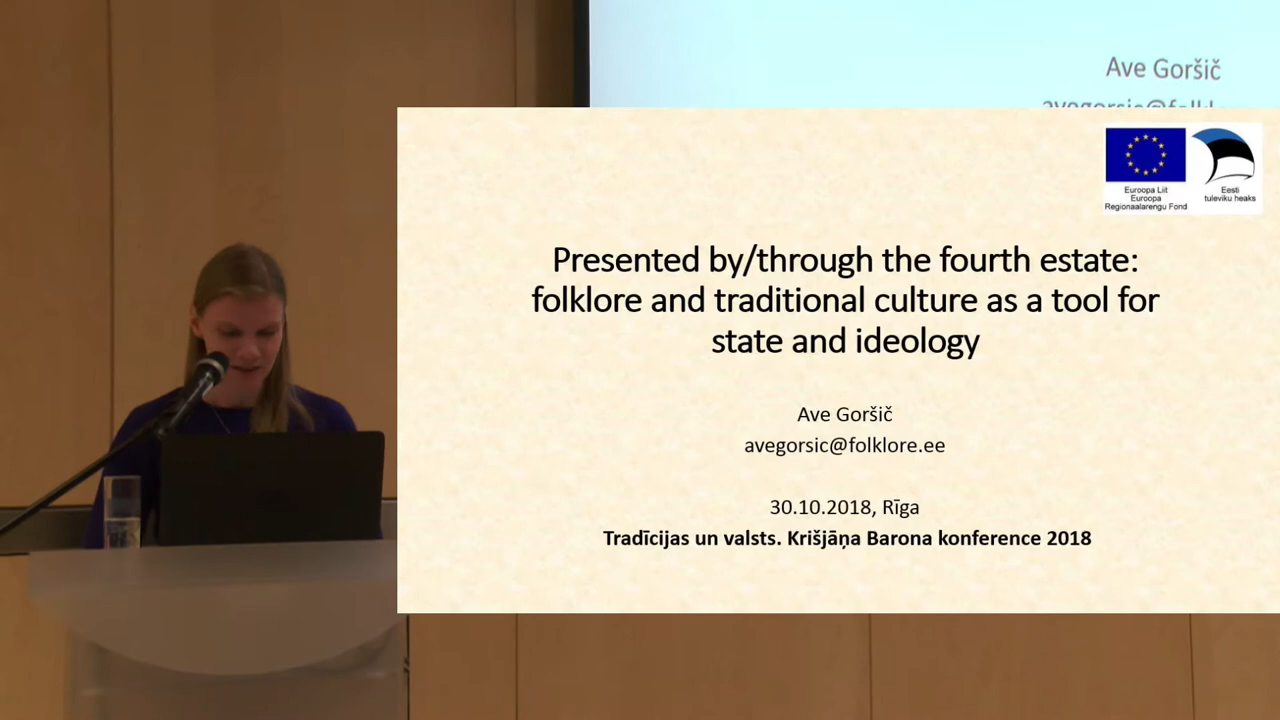 Ave Goršič
Euroopa Liit
Euroopa
Regionaalarengu Fond
Eesti
tuleviku heaks
Presented by/through the fourth estate:
folklore and traditional culture as a tool for
state and ideology
Ave Goršič
avegorsic@folklore.ee
30.10.2018, Rīga
Tradīcijas un valsts. Krišjāņa Barona konference 2018